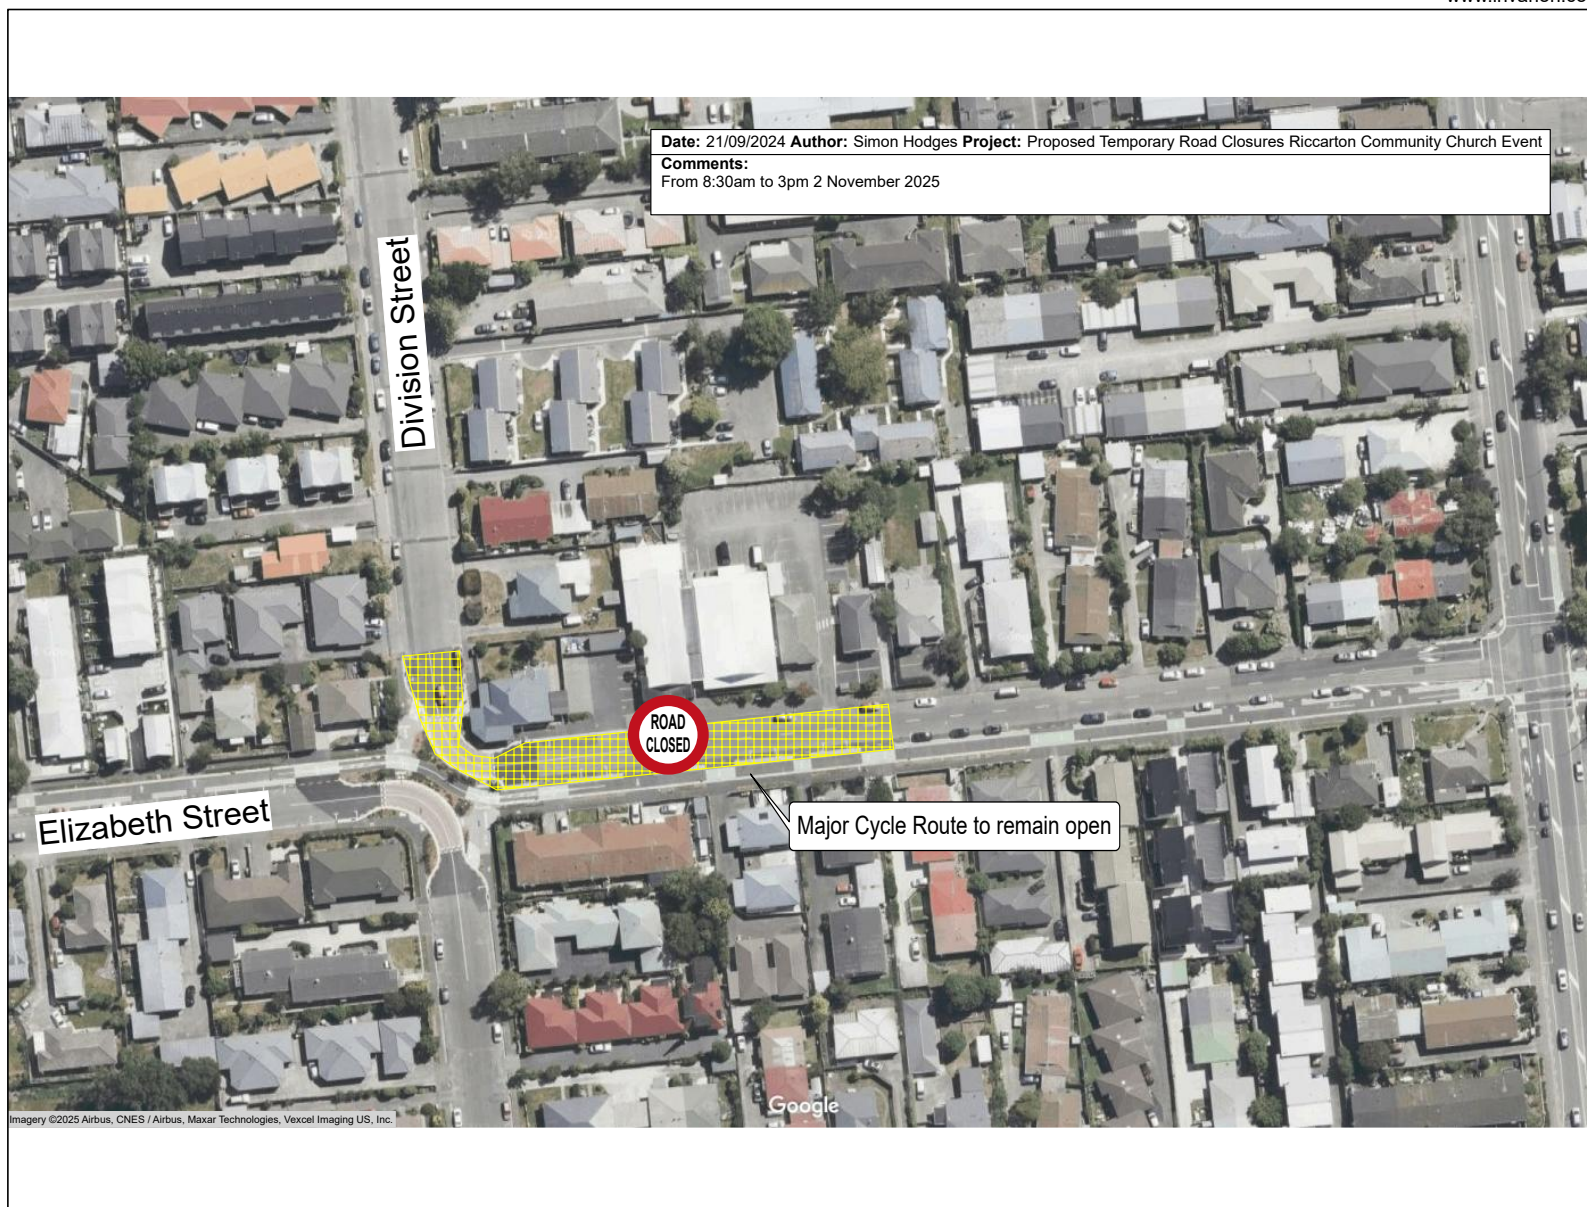 Date: 21/09/2024 Author: Simon Hodges Project: Proposed Temporary Road Closures Riccarton Community Church Event
Comments:
From 8:30am to 3pm 2 November 2025
Division Street
ROAD
CLOSED
Elizabeth Street
Major Cycle Route to remain open
Google
Imagery ©2025 Airbus, CNES / Airbus, Maxar Technologies, Vexcel Imaging US, Inc.